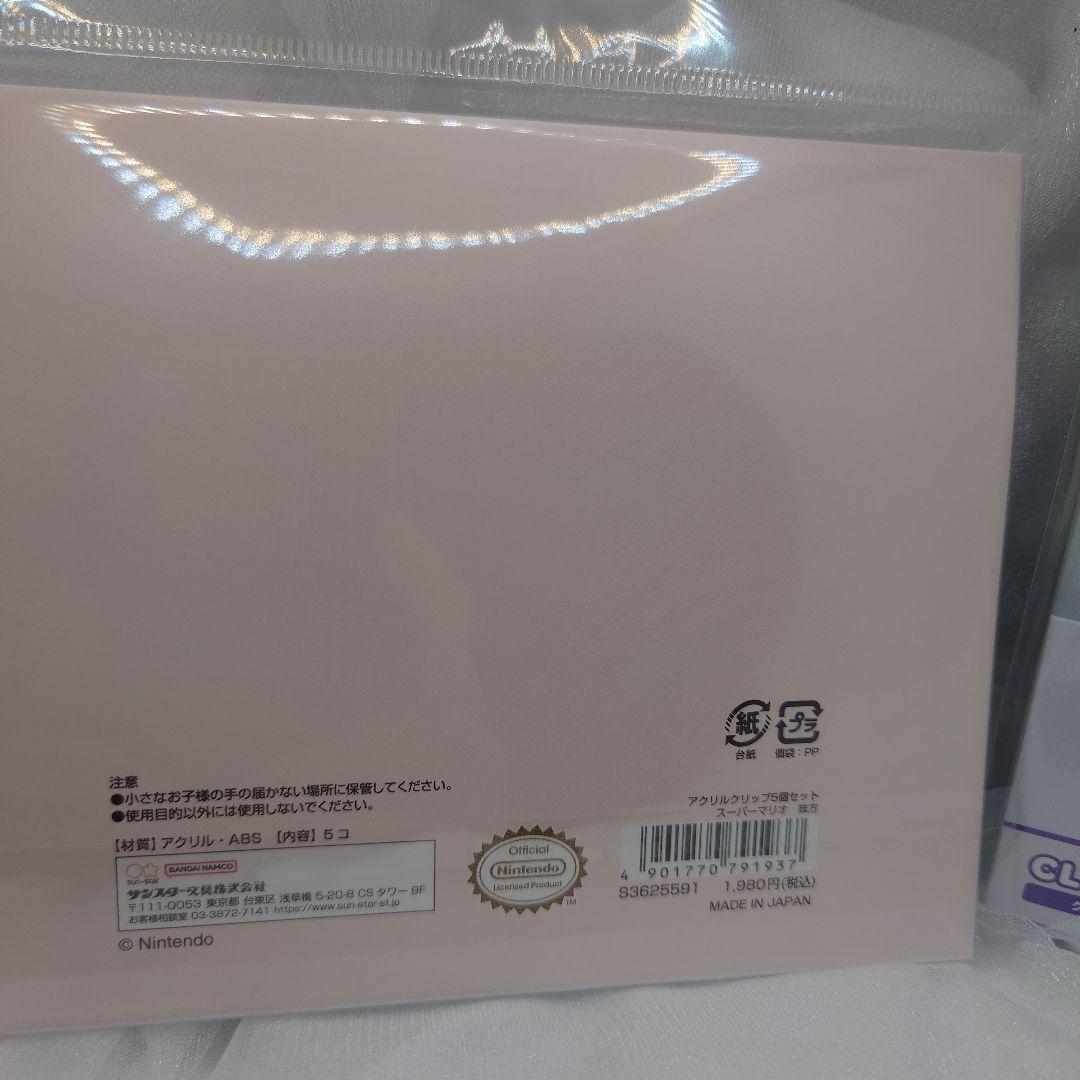 紙
プラ
台紙
個袋:PP
注意
●小さなお子様の手の届かない場所に保管してください。
●使用目的以外には使用しないでください。
【材質】アクリル・ABS 【内容】5コ
sun-star
BANDAI NAMCO
サンスター文具株式会社
〒111-0053 東京都 台東区 浅草橋 5-20-8 CS タワー 9F
お客様相談室 03-3872-7141 https://www.sun-star-st.jp
© Nintendo
Official
Nintendo
Licensed Product
TM
アクリルクリップ5個セット
スーパーマリオ 味方
4 901770 791937
S3625591 1,980円(税込)
MADE IN JAPAN
CL